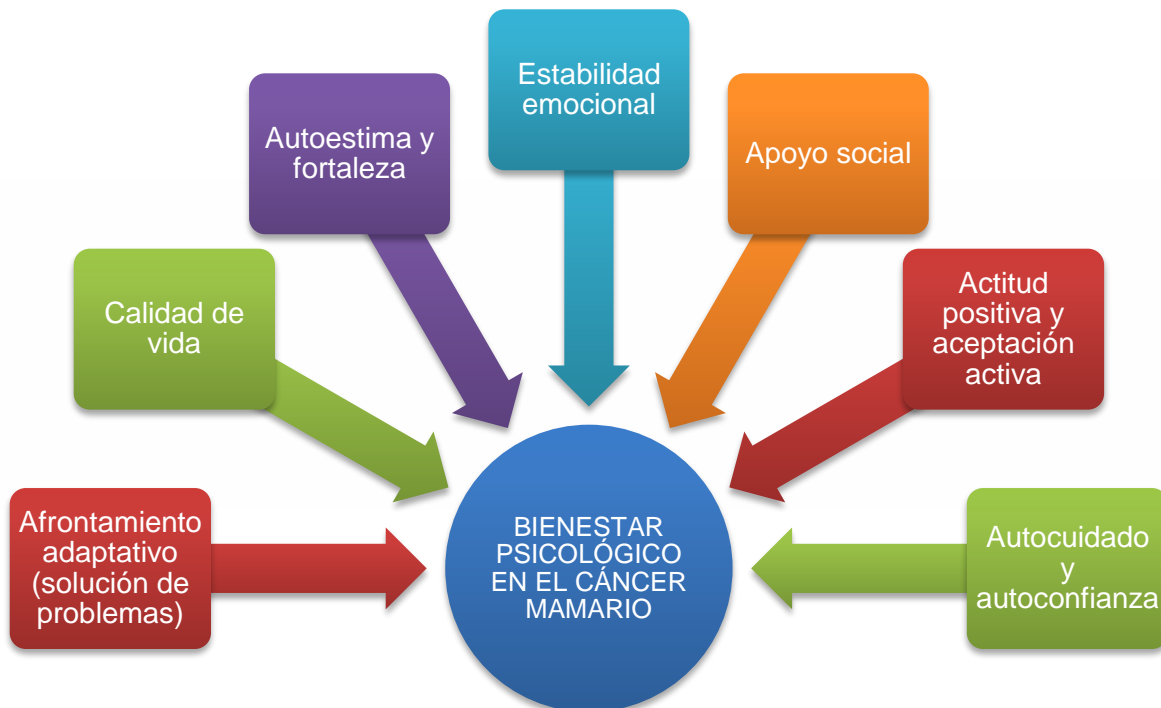 Estabilidad
emocional
Autoestima y
fortaleza
Apoyo social
Calidad de
vida
Actitud
positiva y
aceptación
activa
Afrontamiento
adaptativo
(solución de
problemas)
BIENESTAR
PSICOLÓGICO
EN EL CÁNCER
MAMARIO
Autocuidado
y
autoconfianza